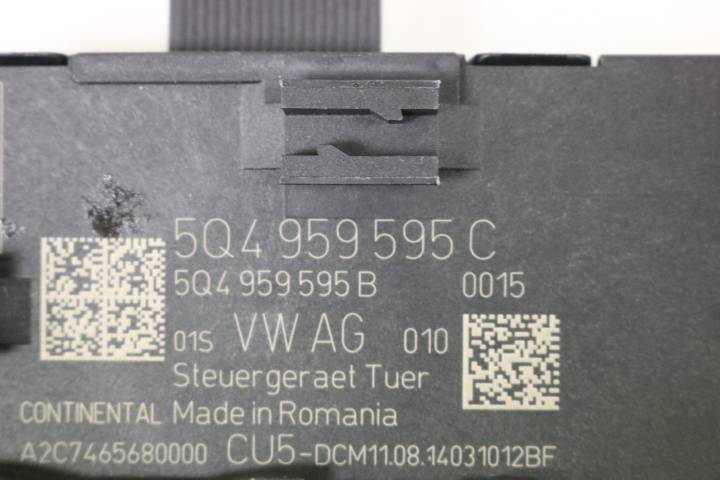 5Q4 959 595 C
5Q4 959 595 B 0015
01S VW AG 010
Steuergeraet Tuer
CONTINENTAL Made in Romania
A2C7465680000 CU5-DCM11.08.14031012BF